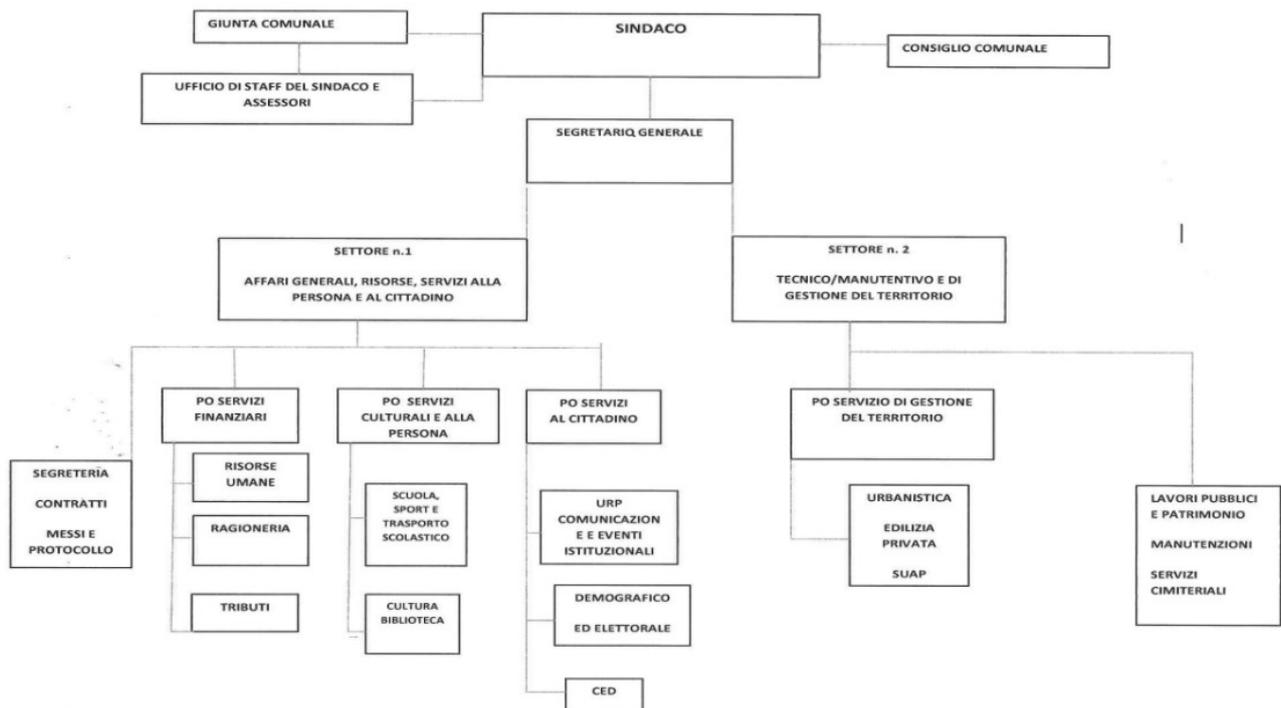 GIUNTA COMUNALE
SINDACO
CONSIGLIO COMUNALE
UFFICIO DI STAFF DEL SINDACO E
ASSESSORI
SEGRETARIO GENERALE
SETTORE n.1
AFFARI GENERALI, RISORSE, SERVIZI ALLA
PERSONA E AL CITTADINO
SETTORE n. 2
TECNICO/MANUTENTIVO E DI
GESTIONE DEL TERRITORIO
PO SERVIZI
FINANZIARI
PO SERVIZI
CULTURALI E ALLA
PERSONA
PO SERVIZI
AL CITTADINO
PO SERVIZIO DI GESTIONE
DEL TERRITORIO
SEGRETERIA
CONTRATTI
MESSI E
PROTOCOLLO
RISORSE
UMANE
RAGIONERIA
TRIBUTI
SCUOLA,
SPORT E
TRASPORTO
SCOLASTICO
CULTURA
BIBLIOTECA
URP
COMUNICAZION
E E EVENTI
ISTITUZIONALI
DEMOGRAFICO
ED ELETTORALE
CED
URBANISTICA
EDILIZIA
PRIVATA
SUAP
LAVORI PUBBLICI
E PATRIMONIO
MANUTENZIONI
SERVIZI
CIMITERIALI